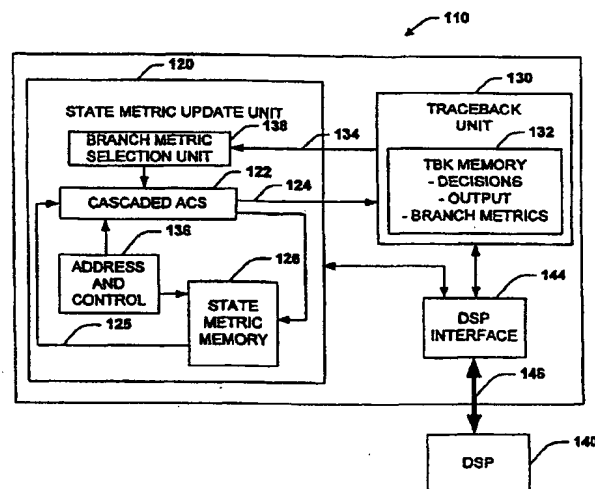 110
120
130
STATE METRIC UPDATE UNIT
138
BRANCH METRIC
SELECTION UNIT
134
TRACEBACK
UNIT
132
TBK MEMORY
- DECISIONS
- OUTPUT
- BRANCH METRICS
122
124
CASCADED ACS
136
126
ADDRESS
AND
CONTROL
STATE
METRIC
MEMORY
125
144
DSP
INTERFACE
146
DSP
140